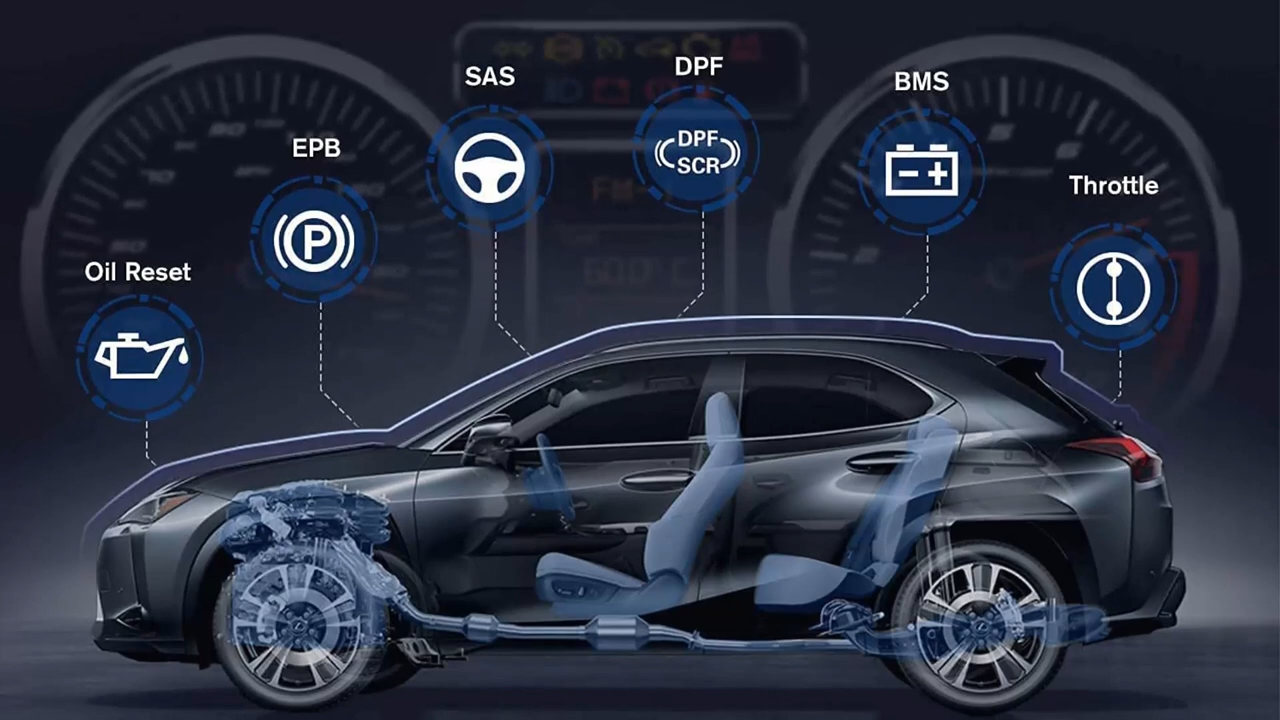 SAS
DPF
BMS
EPB
Throttle
Oil Reset
DPF
SCR
P
- +